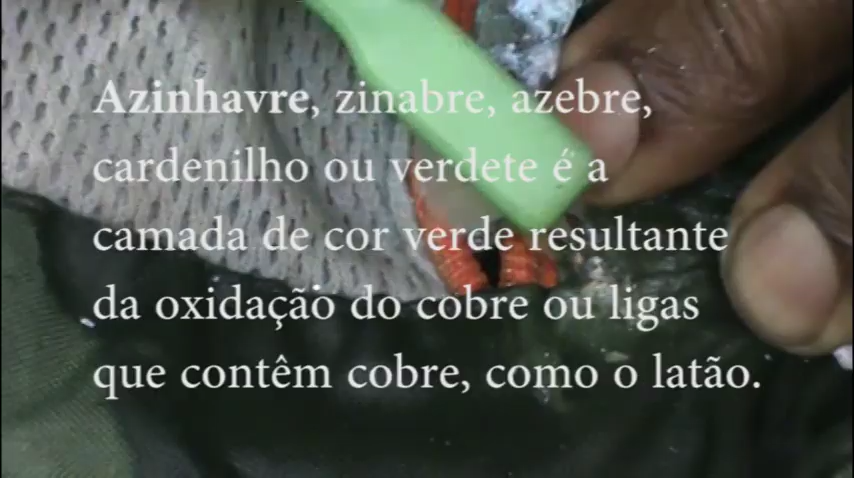 Azinhavre, zinabre, azebre,
cardenilho ou verdete é a
camada de cor verde resultante
da oxidação do cobre ou ligas
que contêm cobre, como o latão.